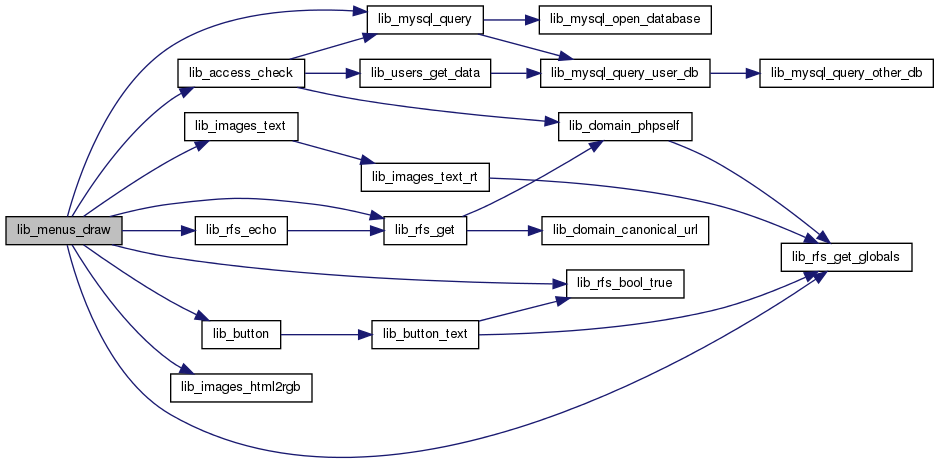 lib_mysql_query
lib_mysql_open_database
lib_access_check
lib_users_get_data
lib_mysql_query_user_db
lib_mysql_query_other_db
lib_images_text
lib_domain_phpself
lib_images_text_rt
lib_menus_draw
lib_rfs_echo
lib_rfs_get
lib_domain_canonical_url
lib_rfs_get_globals
lib_rfs_bool_true
lib_button
lib_button_text
lib_images_html2rgb